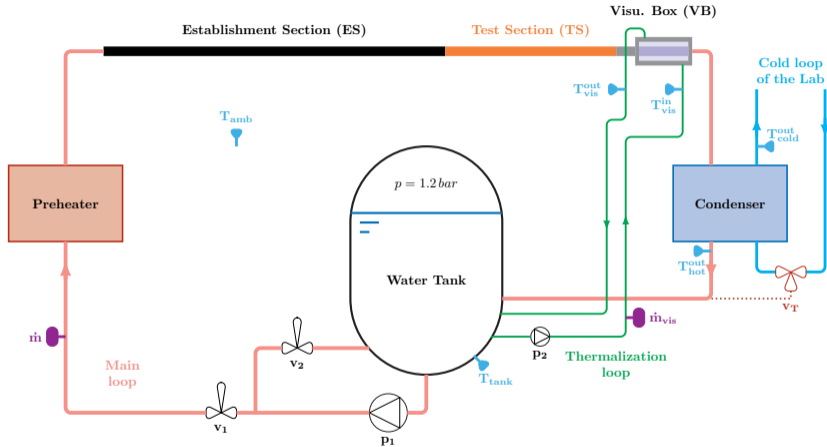 Visu. Box (VB)
Establishment Section (ES)
Test Section (TS)
Cold loop
of the Lab
T_vis^out
T_vis^in
T_amb
T_cold^out
p = 1.2 bar
Preheater
Condenser
Water Tank
T_hot^out
v_T
ṁ
ṁ_vis
v_2
p_2
Thermalization
loop
Main
loop
T_tank
v_1
p_1